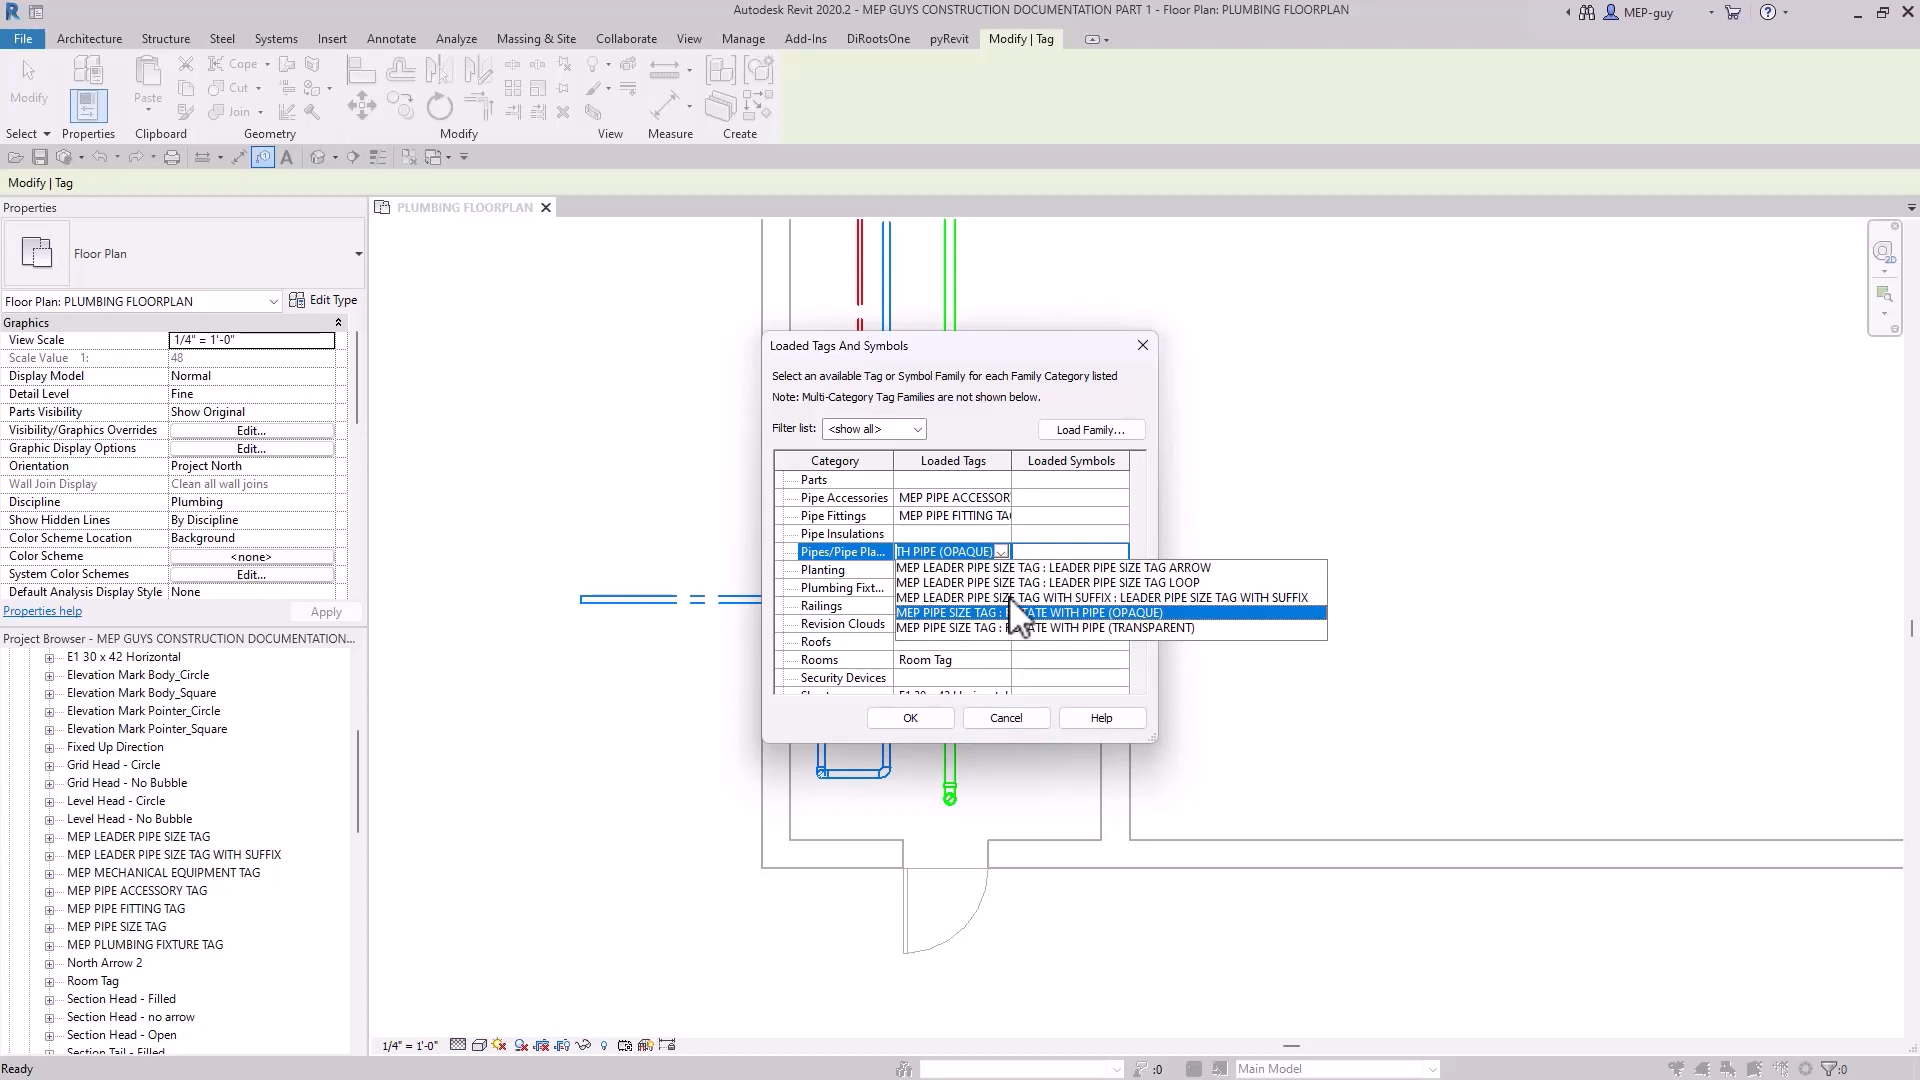 Autodesk Revit 2020.2 - MEP GUYS CONSTRUCTION DOCUMENTATION PART 1 - Floor Plan: PLUMBING FLOORPLAN
MEP-guy
File Architecture Structure Steel Systems Insert Annotate Analyze Massing & Site Collaborate View Manage Add-Ins DiRootsOne pyRevit Modify | Tag
Modify
Paste
Cope
Cut
Join
Select Properties Clipboard Geometry Modify View Measure Create
Modify | Tag
Properties
PLUMBING FLOORPLAN
Floor Plan
Floor Plan: PLUMBING FLOORPLAN Edit Type
Graphics
View Scale 1/4" = 1'-0"
Scale Value 1: 48
Display Model Normal
Detail Level Fine
Parts Visibility Show Original
Visibility/Graphics Overrides Edit...
Graphic Display Options Edit...
Orientation Project North
Wall Join Display Clean all wall joins
Discipline Plumbing
Show Hidden Lines By Discipline
Color Scheme Location Background
Color Scheme <none>
System Color Schemes Edit...
Default Analysis Display Style None
Properties help Apply
Project Browser - MEP GUYS CONSTRUCTION DOCUMENTATION...
E1 30 x 42 Horizontal
Elevation Mark Body_Circle
Elevation Mark Body_Square
Elevation Mark Pointer_Circle
Elevation Mark Pointer_Square
Fixed Up Direction
Grid Head - Circle
Grid Head - No Bubble
Level Head - Circle
Level Head - No Bubble
MEP LEADER PIPE SIZE TAG
MEP LEADER PIPE SIZE TAG WITH SUFFIX
MEP MECHANICAL EQUIPMENT TAG
MEP PIPE ACCESSORY TAG
MEP PIPE FITTING TAG
MEP PIPE SIZE TAG
MEP PLUMBING FIXTURE TAG
North Arrow 2
Room Tag
Section Head - Filled
Section Head - no arrow
Section Head - Open
Section Tail - Filled
Loaded Tags And Symbols
Select an available Tag or Symbol Family for each Family Category listed
Note: Multi-Category Tag Families are not shown below.
Filter list: <show all> Load Family...
Category Loaded Tags Loaded Symbols
Parts
Pipe Accessories MEP PIPE ACCESSOR
Pipe Fittings MEP PIPE FITTING TA
Pipe Insulations
Pipes/Pipe Pla... TH PIPE (OPAQUE)
Planting
Plumbing Fixt...
Railings
Revision Clouds
Roofs
Rooms Room Tag
Security Devices
MEP LEADER PIPE SIZE TAG : LEADER PIPE SIZE TAG ARROW
MEP LEADER PIPE SIZE TAG : LEADER PIPE SIZE TAG LOOP
MEP LEADER PIPE SIZE TAG WITH SUFFIX : LEADER PIPE SIZE TAG WITH SUFFIX
MEP PIPE SIZE TAG : WITH PIPE (OPAQUE)
MEP PIPE SIZE TAG : WITH PIPE (TRANSPARENT)
OK Cancel Help
2D
1/4" = 1'-0"
Ready :0 Main Model :0